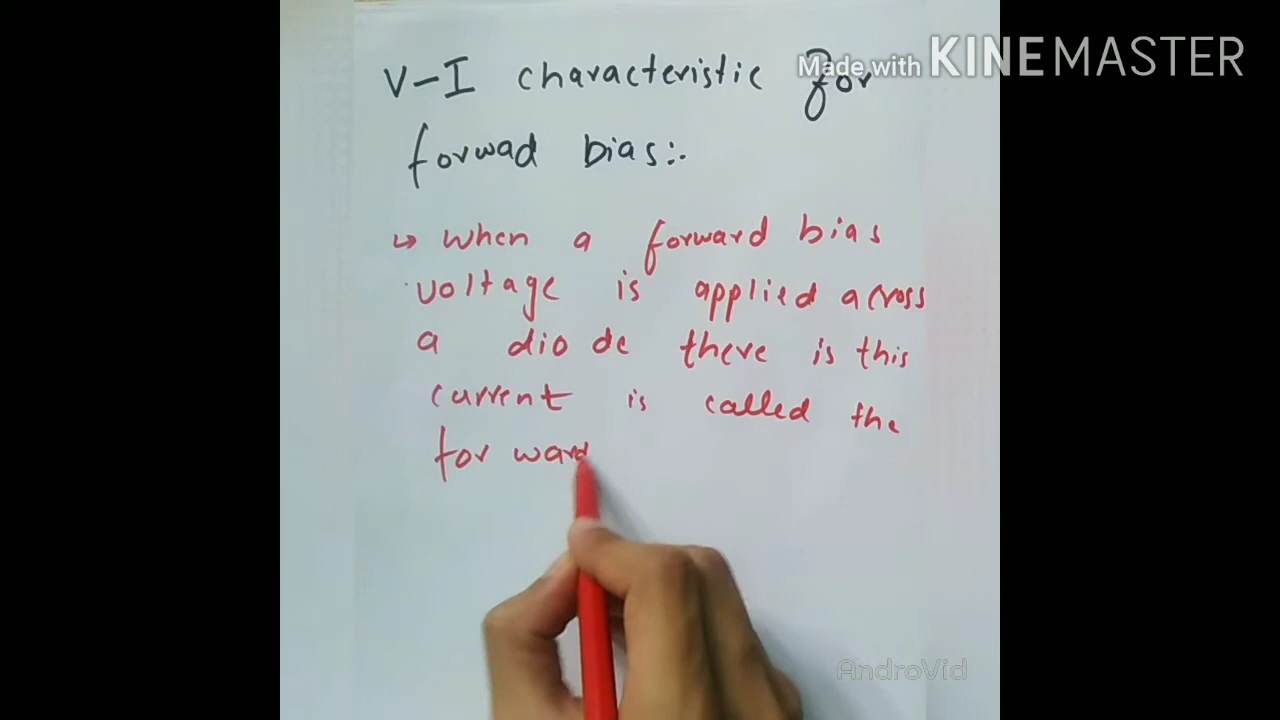 V-I characteristic for
Made with KINEMASTER
forwad bias:-
↳ When a forward bias
voltage is applied across
a diode there is this
current is called the
forward
AndroVid